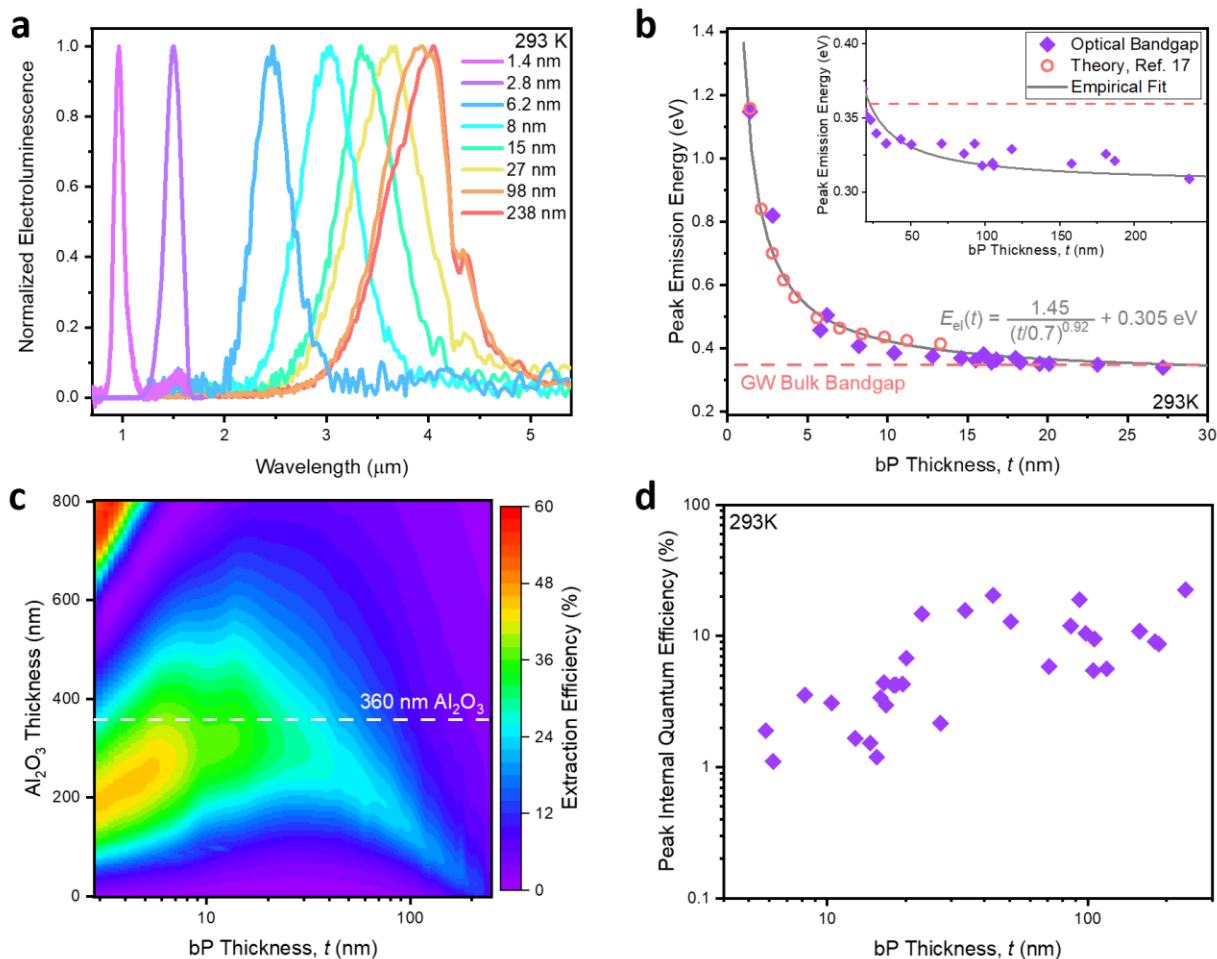 a
293 K
1.4 nm
2.8 nm
6.2 nm
8 nm
15 nm
27 nm
98 nm
238 nm
Normalized Electroluminescence
1.0
0.8
0.6
0.4
0.2
0.0
1 2 3 4 5
Wavelength (μm)
b
Peak Emission Energy (eV)
1.4
1.2
1.0
0.8
0.6
0.4
0.2
0 5 10 15 20 25 30
bP Thickness, t (nm)
Peak Emission Energy (eV)
0.40
0.35
0.30
50 100 150 200
bP Thickness, t (nm)
Optical Bandgap
Theory, Ref. 17
Empirical Fit
E_el(t) = 1.45/(t/0.7)^0.92 + 0.305 eV
GW Bulk Bandgap
293K
c
Al₂O₃ Thickness (nm)
800
600
400
200
0
10 100
bP Thickness, t (nm)
360 nm Al₂O₃
60
48
36
24
12
0
Extraction Efficiency (%)
d
293K
Peak Internal Quantum Efficiency (%)
100
10
1
0.1
10 100
bP Thickness, t (nm)